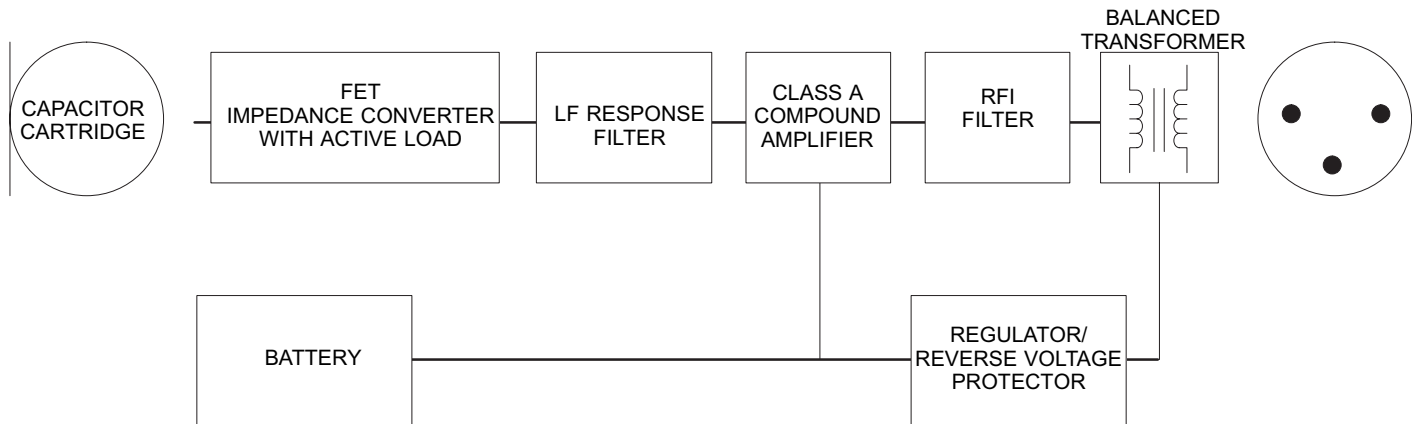 CAPACITOR
CARTRIDGE
FET
IMPEDANCE CONVERTER
WITH ACTIVE LOAD
LF RESPONSE
FILTER
CLASS A
COMPOUND
AMPLIFIER
RFI
FILTER
BALANCED
TRANSFORMER
BATTERY
REGULATOR/
REVERSE VOLTAGE
PROTECTOR